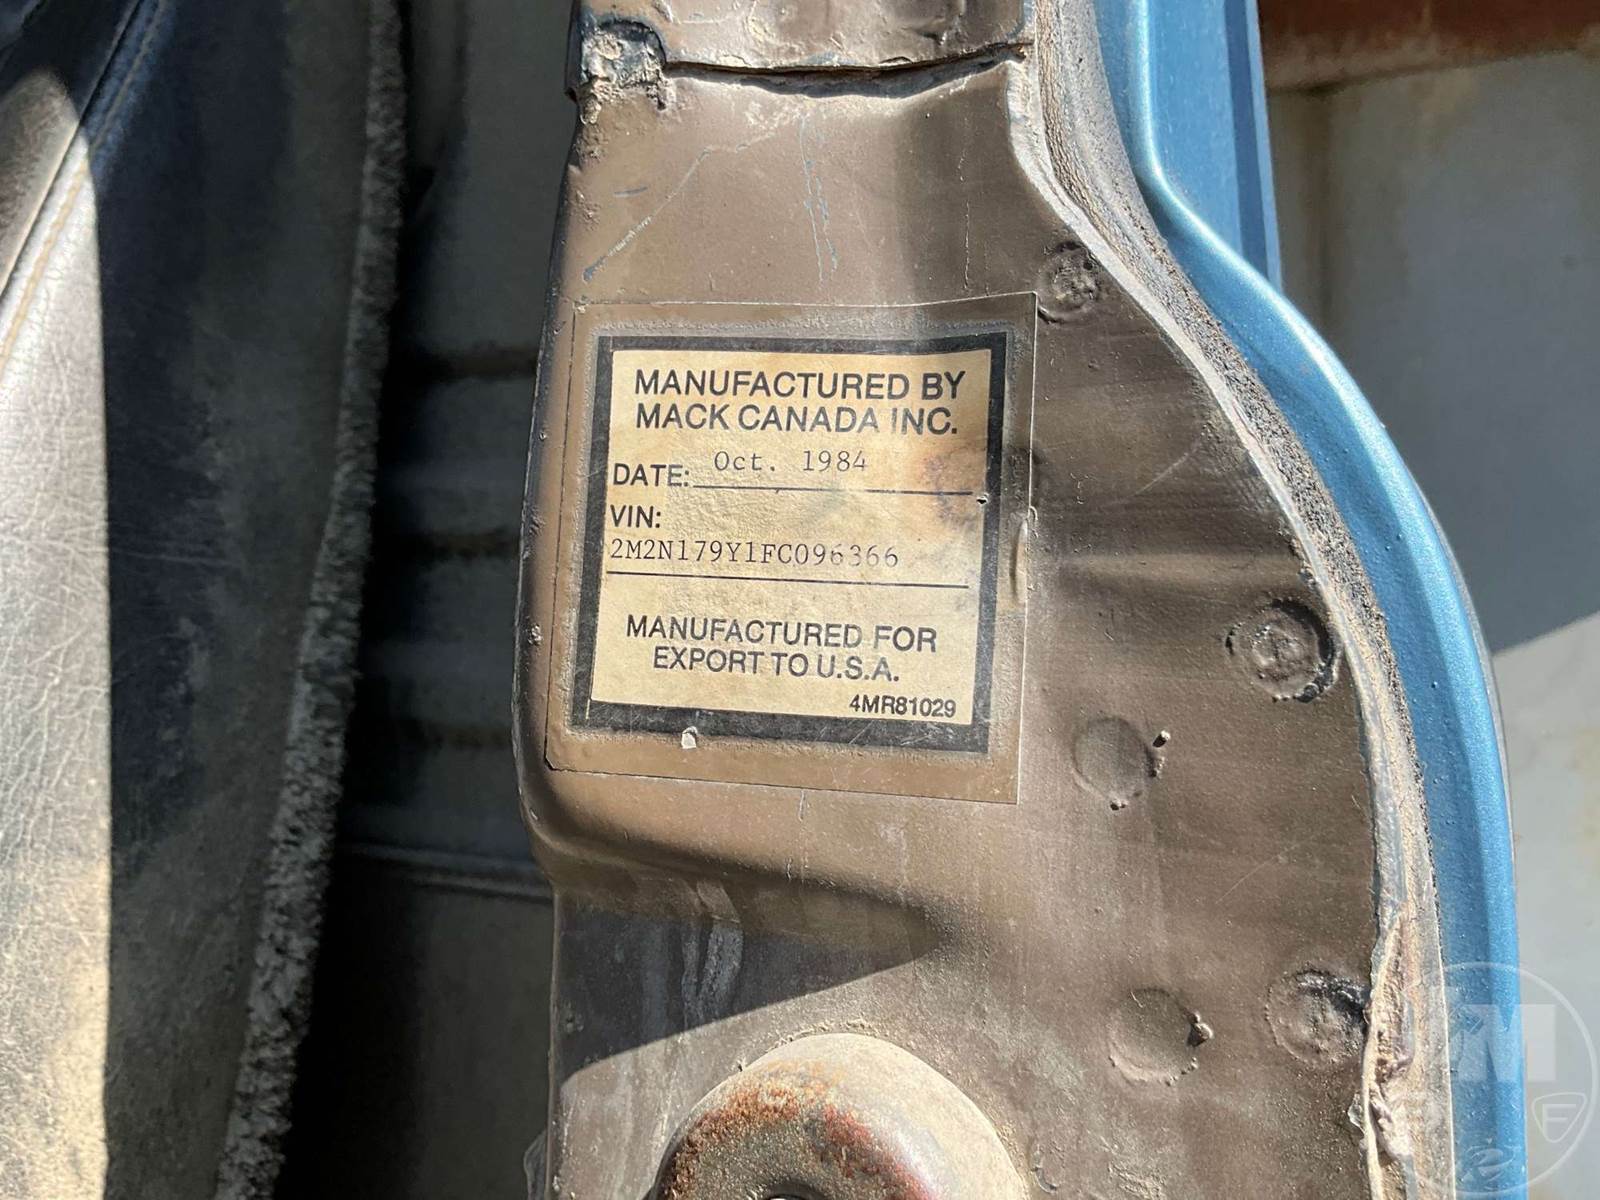 MANUFACTURED BY
MACK CANADA INC.
DATE: Oct. 1984
VIN:
2M2N179Y1FC096366
MANUFACTURED FOR
EXPORT TO U.S.A.
4MR81029
M
E